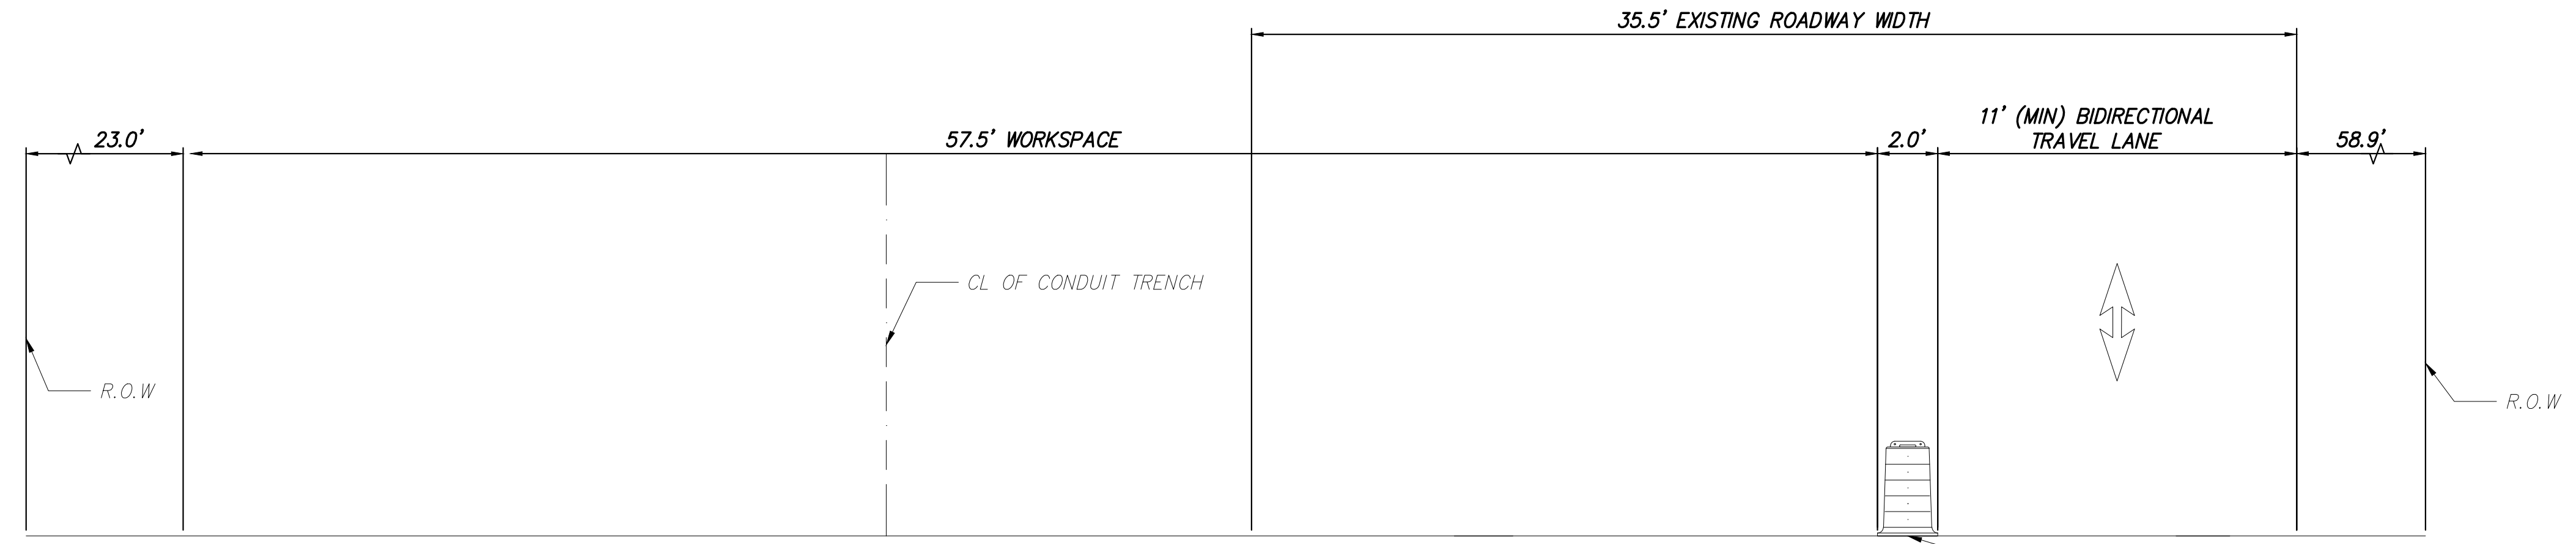 35.5' EXISTING ROADWAY WIDTH
23.0'
57.5' WORKSPACE
2.0'
11' (MIN) BIDIRECTIONAL
TRAVEL LANE
58.9'
CL OF CONDUIT TRENCH
R.O.W
R.O.W